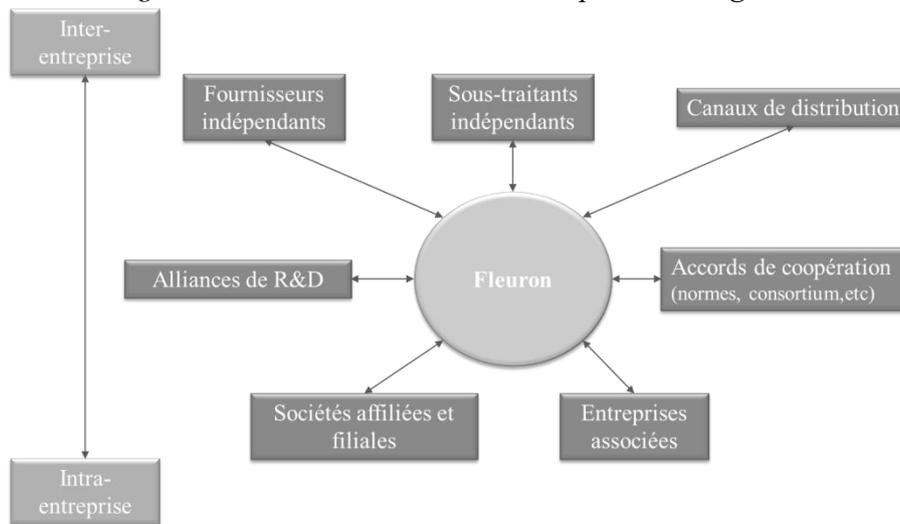 Inter-
entreprise
Fournisseurs
indépendants
Sous-traitants
indépendants
Canaux de distribution
Alliances de R&D
Fleuron
Accords de coopération
(normes, consortium,etc)
Sociétés affiliées et
filiales
Entreprises
associées
Intra-
entreprise